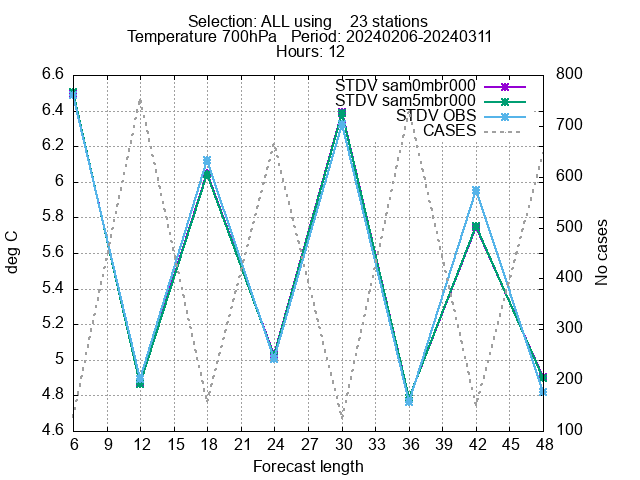 Selection: ALL using    23 stations
Temperature 700hPa   Period: 20240206-20240311
Hours: 12
STDV sam0mbr000
STDV sam5mbr000
STDV OBS
CASES
6.6
6.4
6.2
6
5.8
5.6
5.4
5.2
5
4.8
4.6
deg C
800
700
600
500
400
300
200
100
No cases
6 9 12 15 18 21 24 27 30 33 36 39 42 45 48
Forecast length